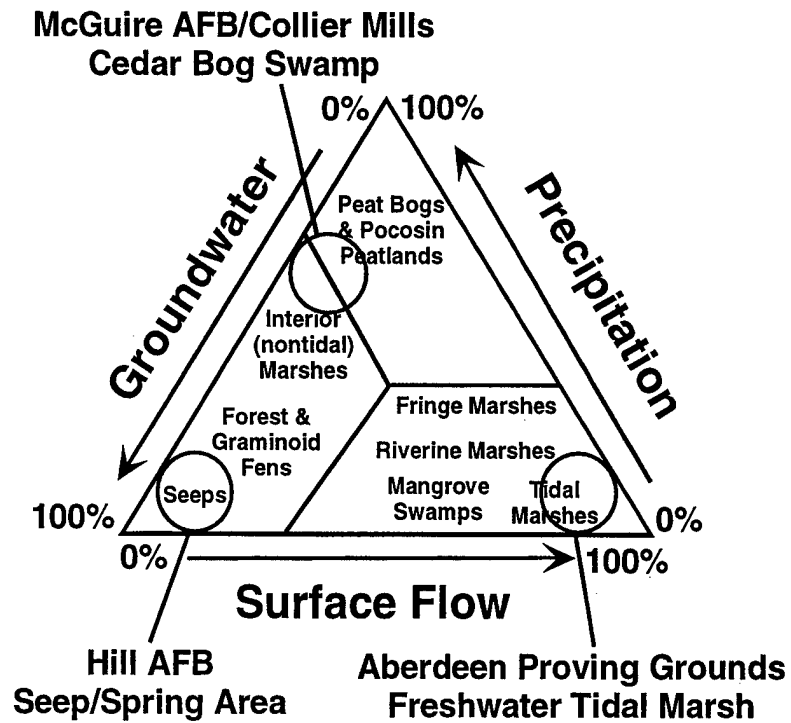 McGuire AFB/Collier Mills
Cedar Bog Swamp
0% 100%
Groundwater
Precipitation
Peat Bogs
& Pocosin
Peatlands
Interior
(nontidal)
Marshes
Fringe Marshes
Forest &
Graminoid
Fens
Riverine Marshes
Seeps
Mangrove
Swamps
Tidal
Marshes
100%
0%
0%
100%
Surface Flow
Hill AFB
Seep/Spring Area
Aberdeen Proving Grounds
Freshwater Tidal Marsh